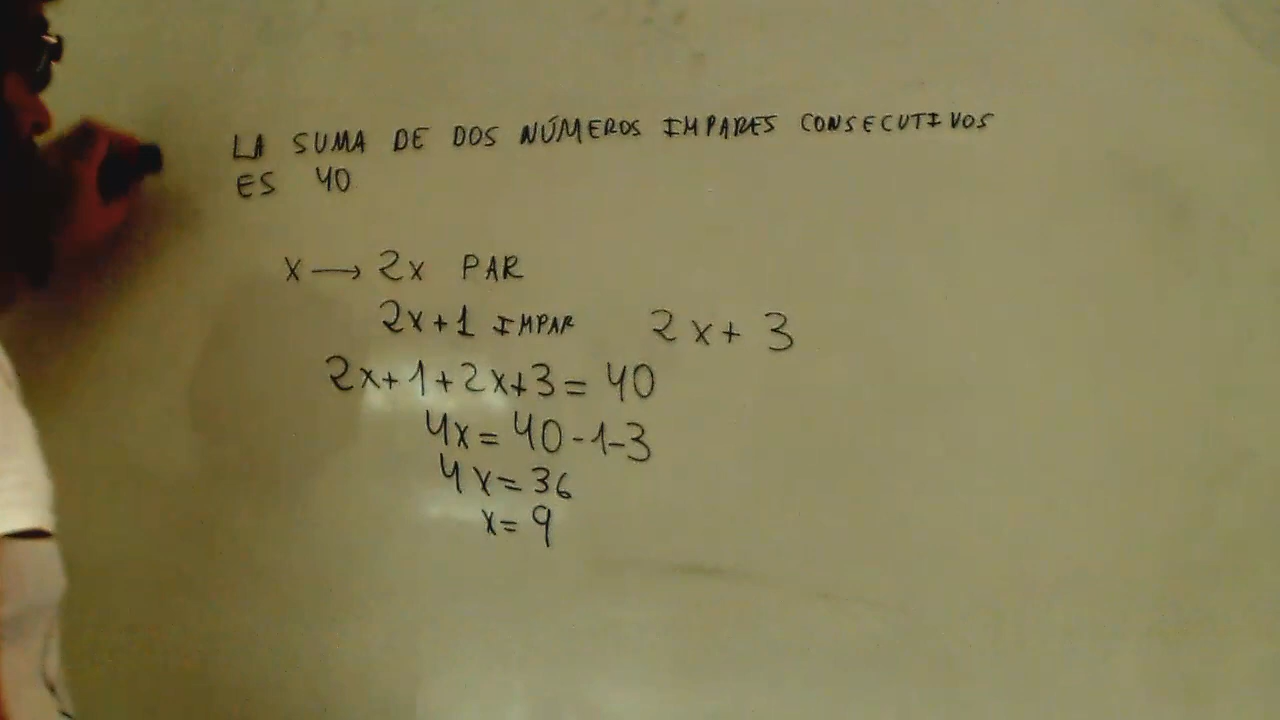 LA SUMA DE DOS NÚMEROS IMPARES CONSECUTIVOS
ES 40
x → 2x PAR
2x+1 IMPAR 2x+3
2x+1+2x+3=40
4x=40-1-3
4x=36
x=9